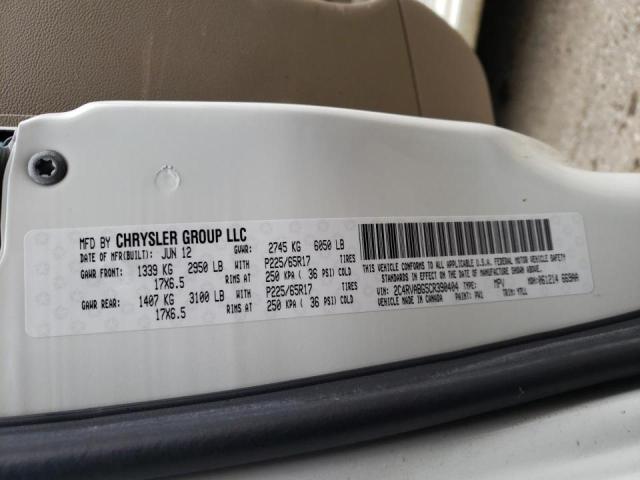 MFD BY CHRYSLER GROUP LLC
DATE OF MFR(BUILT): JUN 12 GVWR: 2745 KG 6050 LB
GAWR FRONT: 1339 KG 2950 LB WITH P225/65R17 TIRES
17X6.5 RIMS AT 250 KPA ( 36 PSI) COLD
GAWR REAR: 1407 KG 3100 LB WITH P225/65R17 TIRES
17X6.5 RIMS AT 250 KPA ( 36 PSI) COLD
THIS VEHICLE CONFORMS TO ALL APPLICABLE U.S.A. FEDERAL MOTOR VEHICLE SAFETY
STANDARDS IN EFFECT ON THE DATE OF MANUFACTURE SHOWN ABOVE.
VIN: 2C4RVABG5CR390404 TYPE: MPV MDH: 061214 669AA
VEHICLE MADE IN CANADA PAINT: PW1 TRIM: